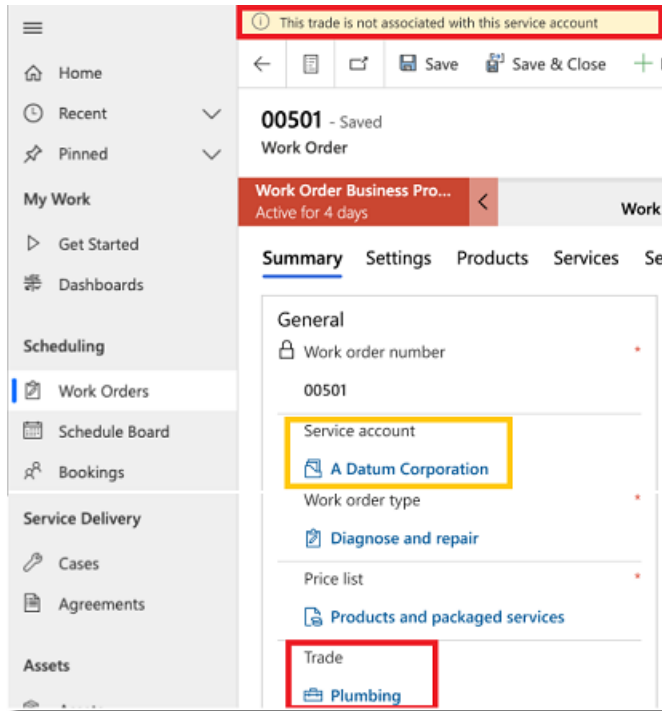 This trade is not associated with this service account
Home
Recent
Pinned
My Work
Get Started
Dashboards
Scheduling
Work Orders
Schedule Board
Bookings
Service Delivery
Cases
Agreements
Assets
Save
Save & Close
00501 - Saved
Work Order
Work Order Business Pro...
Active for 4 days
Work
Summary
Settings
Products
Services
Se
General
Work order number
*
00501
Service account
A Datum Corporation
Work order type
*
Diagnose and repair
Price list
*
Products and packaged services
Trade
Plumbing